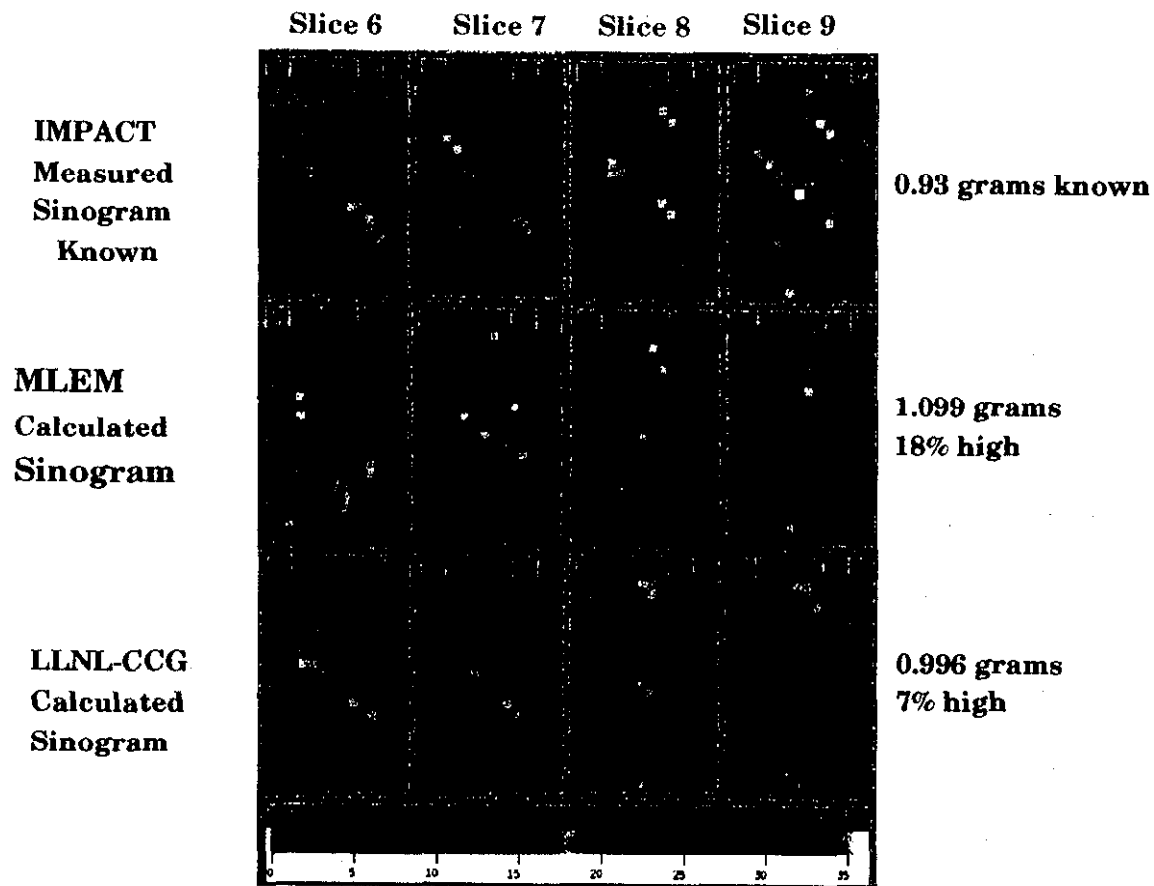 Slice 6 Slice 7 Slice 8 Slice 9
IMPACT
Measured
Sinogram
Known
0.93 grams known
MLEM
Calculated
Sinogram
1.099 grams
18% high
LLNL-CCG
Calculated
Sinogram
0.996 grams
7% high
0 5 10 15 20 25 30 35